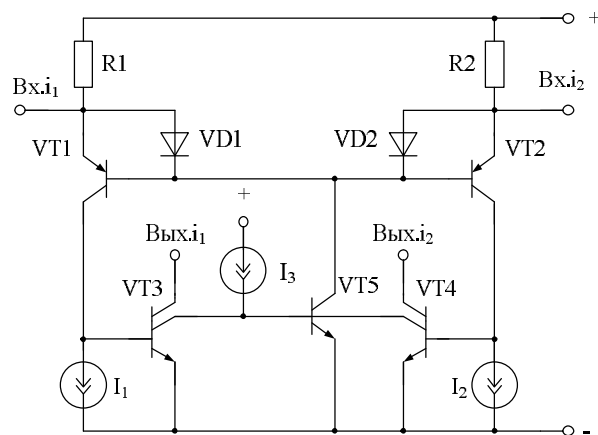 +
R1
R2
Вх.i₁
Вх.i₂
VT1
VD1
VD2
VT2
+
Вых.i₁
Вых.i₂
VT3
I₃
VT5
VT4
I₁
I₂
-